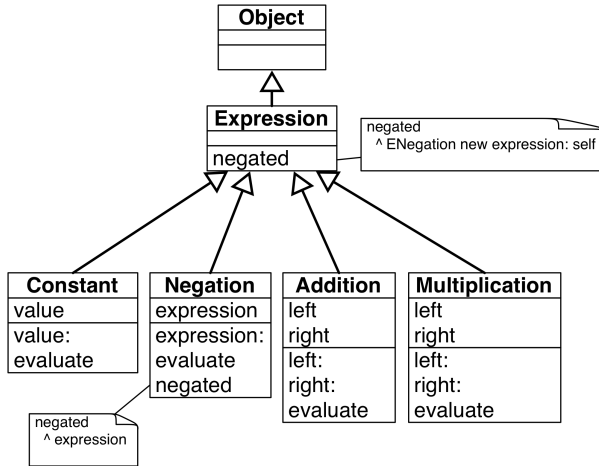 Object
Expression
negated
negated
^ ENegation new expression: self
Constant
value
value:
evaluate
Negation
expression
expression:
evaluate
negated
Addition
left
right
left:
right:
evaluate
Multiplication
left
right
left:
right:
evaluate
negated
^ expression